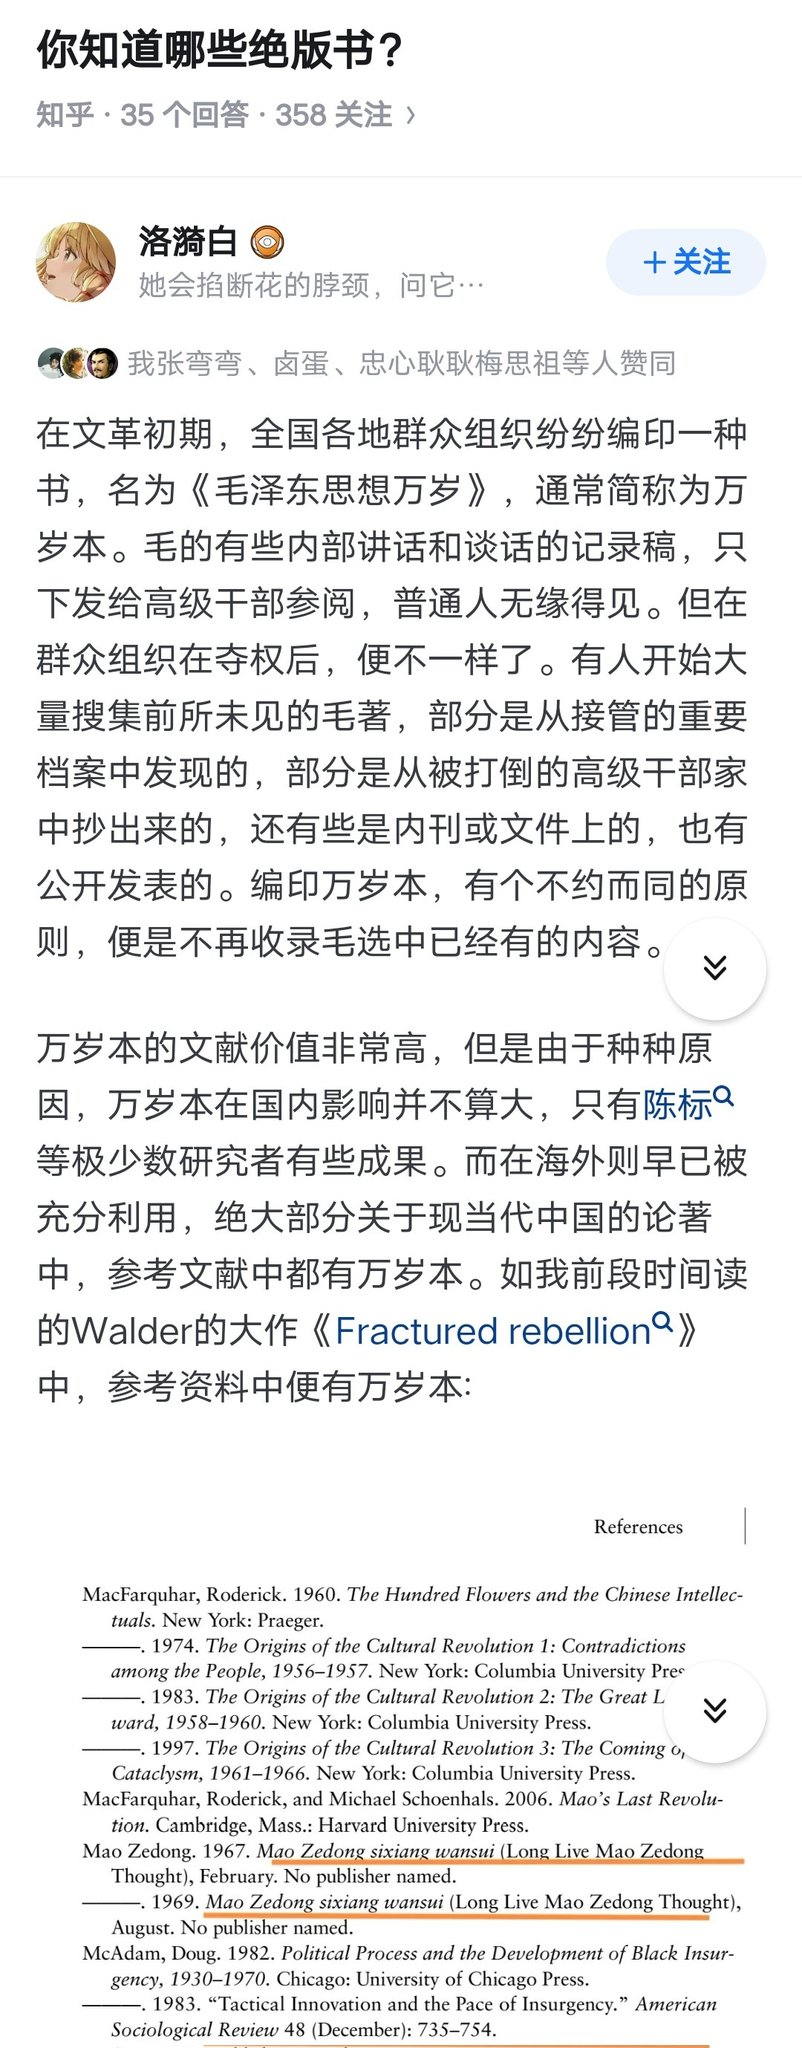 你知道哪些绝版书？
知乎 · 35 个回答 · 358 关注 〉
洛漪白
＋关注
她会掐断花的脖颈，问它…
我张弯弯、卤蛋、忠心耿耿梅思祖等人赞同
在文革初期，全国各地群众组织纷纷编印一种
书，名为《毛泽东思想万岁》，通常简称为万
岁本。毛的有些内部讲话和谈话的记录稿，只
下发给高级干部参阅，普通人无缘得见。但在
群众组织在夺权后，便不一样了。有人开始大
量搜集前所未见的毛著，部分是从接管的重要
档案中发现的，部分是从被打倒的高级干部家
中抄出来的，还有些是内刊或文件上的，也有
公开发表的。编印万岁本，有个不约而同的原
则，便是不再收录毛选中已经有的内容。
万岁本的文献价值非常高，但是由于种种原
因，万岁本在国内影响并不算大，只有陈标
等极少数研究者有些成果。而在海外则早已被
充分利用，绝大部分关于现当代中国的论著
中，参考文献中都有万岁本。如我前段时间读
的Walder的大作《Fractured rebellion》
中，参考资料中便有万岁本:
References
MacFarquhar, Roderick. 1960. The Hundred Flowers and the Chinese Intellec-
tuals. New York: Praeger.
———. 1974. The Origins of the Cultural Revolution 1: Contradictions
among the People, 1956–1957. New York: Columbia University Pres
———. 1983. The Origins of the Cultural Revolution 2: The Great L
ward, 1958–1960. New York: Columbia University Press.
———. 1997. The Origins of the Cultural Revolution 3: The Coming of
Cataclysm, 1961–1966. New York: Columbia University Press.
MacFarquhar, Roderick, and Michael Schoenhals. 2006. Mao's Last Revolu-
tion. Cambridge, Mass.: Harvard University Press.
Mao Zedong. 1967. Mao Zedong sixiang wansui (Long Live Mao Zedong
Thought), February. No publisher named.
———. 1969. Mao Zedong sixiang wansui (Long Live Mao Zedong Thought),
August. No publisher named.
McAdam, Doug. 1982. Political Process and the Development of Black Insur-
gency, 1930–1970. Chicago: University of Chicago Press.
———. 1983. “Tactical Innovation and the Pace of Insurgency.” American
Sociological Review 48 (December): 735–754.